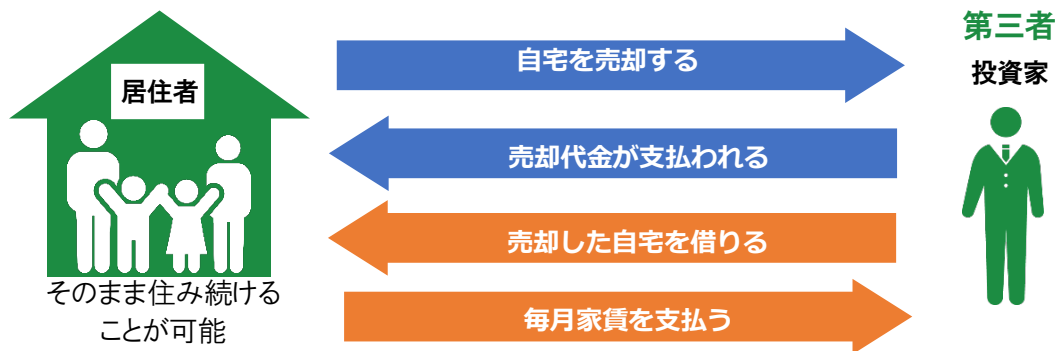 第三者
投資家
居住者
自宅を売却する
売却代金が支払われる
売却した自宅を借りる
毎月家賃を支払う
そのまま住み続ける
ことが可能